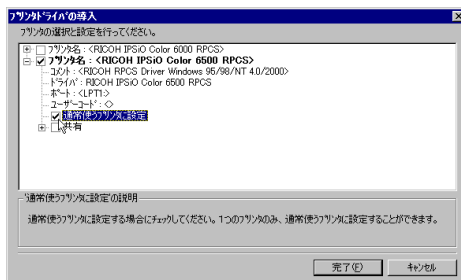 プリンタドライバの導入
プリンタの選択と設定を行ってください。
プリンタ名 : <RICOH IPSiO Color 6000 RPCS>
プリンタ名 : <RICOH IPSiO Color 6500 RPCS>
コメント : <RICOH RPCS Driver Windows 95/98/NT 4.0/2000>
ドライバ : RICOH IPSiO Color 6500 RPCS
ポート : <LPT1:>
ユーザーコード : <>
通常使うプリンタに設定
共有
'通常使うプリンタに設定'の説明
通常使うプリンタに設定する場合にチェックしてください。1つのプリンタのみ、通常使うプリンタに設定することができます。
完了(F)
キャンセル